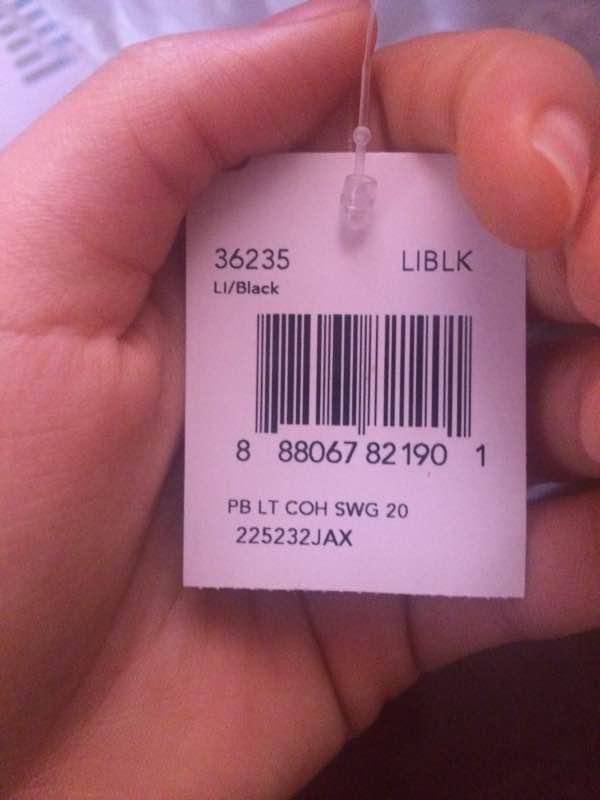 36235 LIBLK
LI/Black
8 88067 82190 1
PB LT COH SWG 20
225232JAX